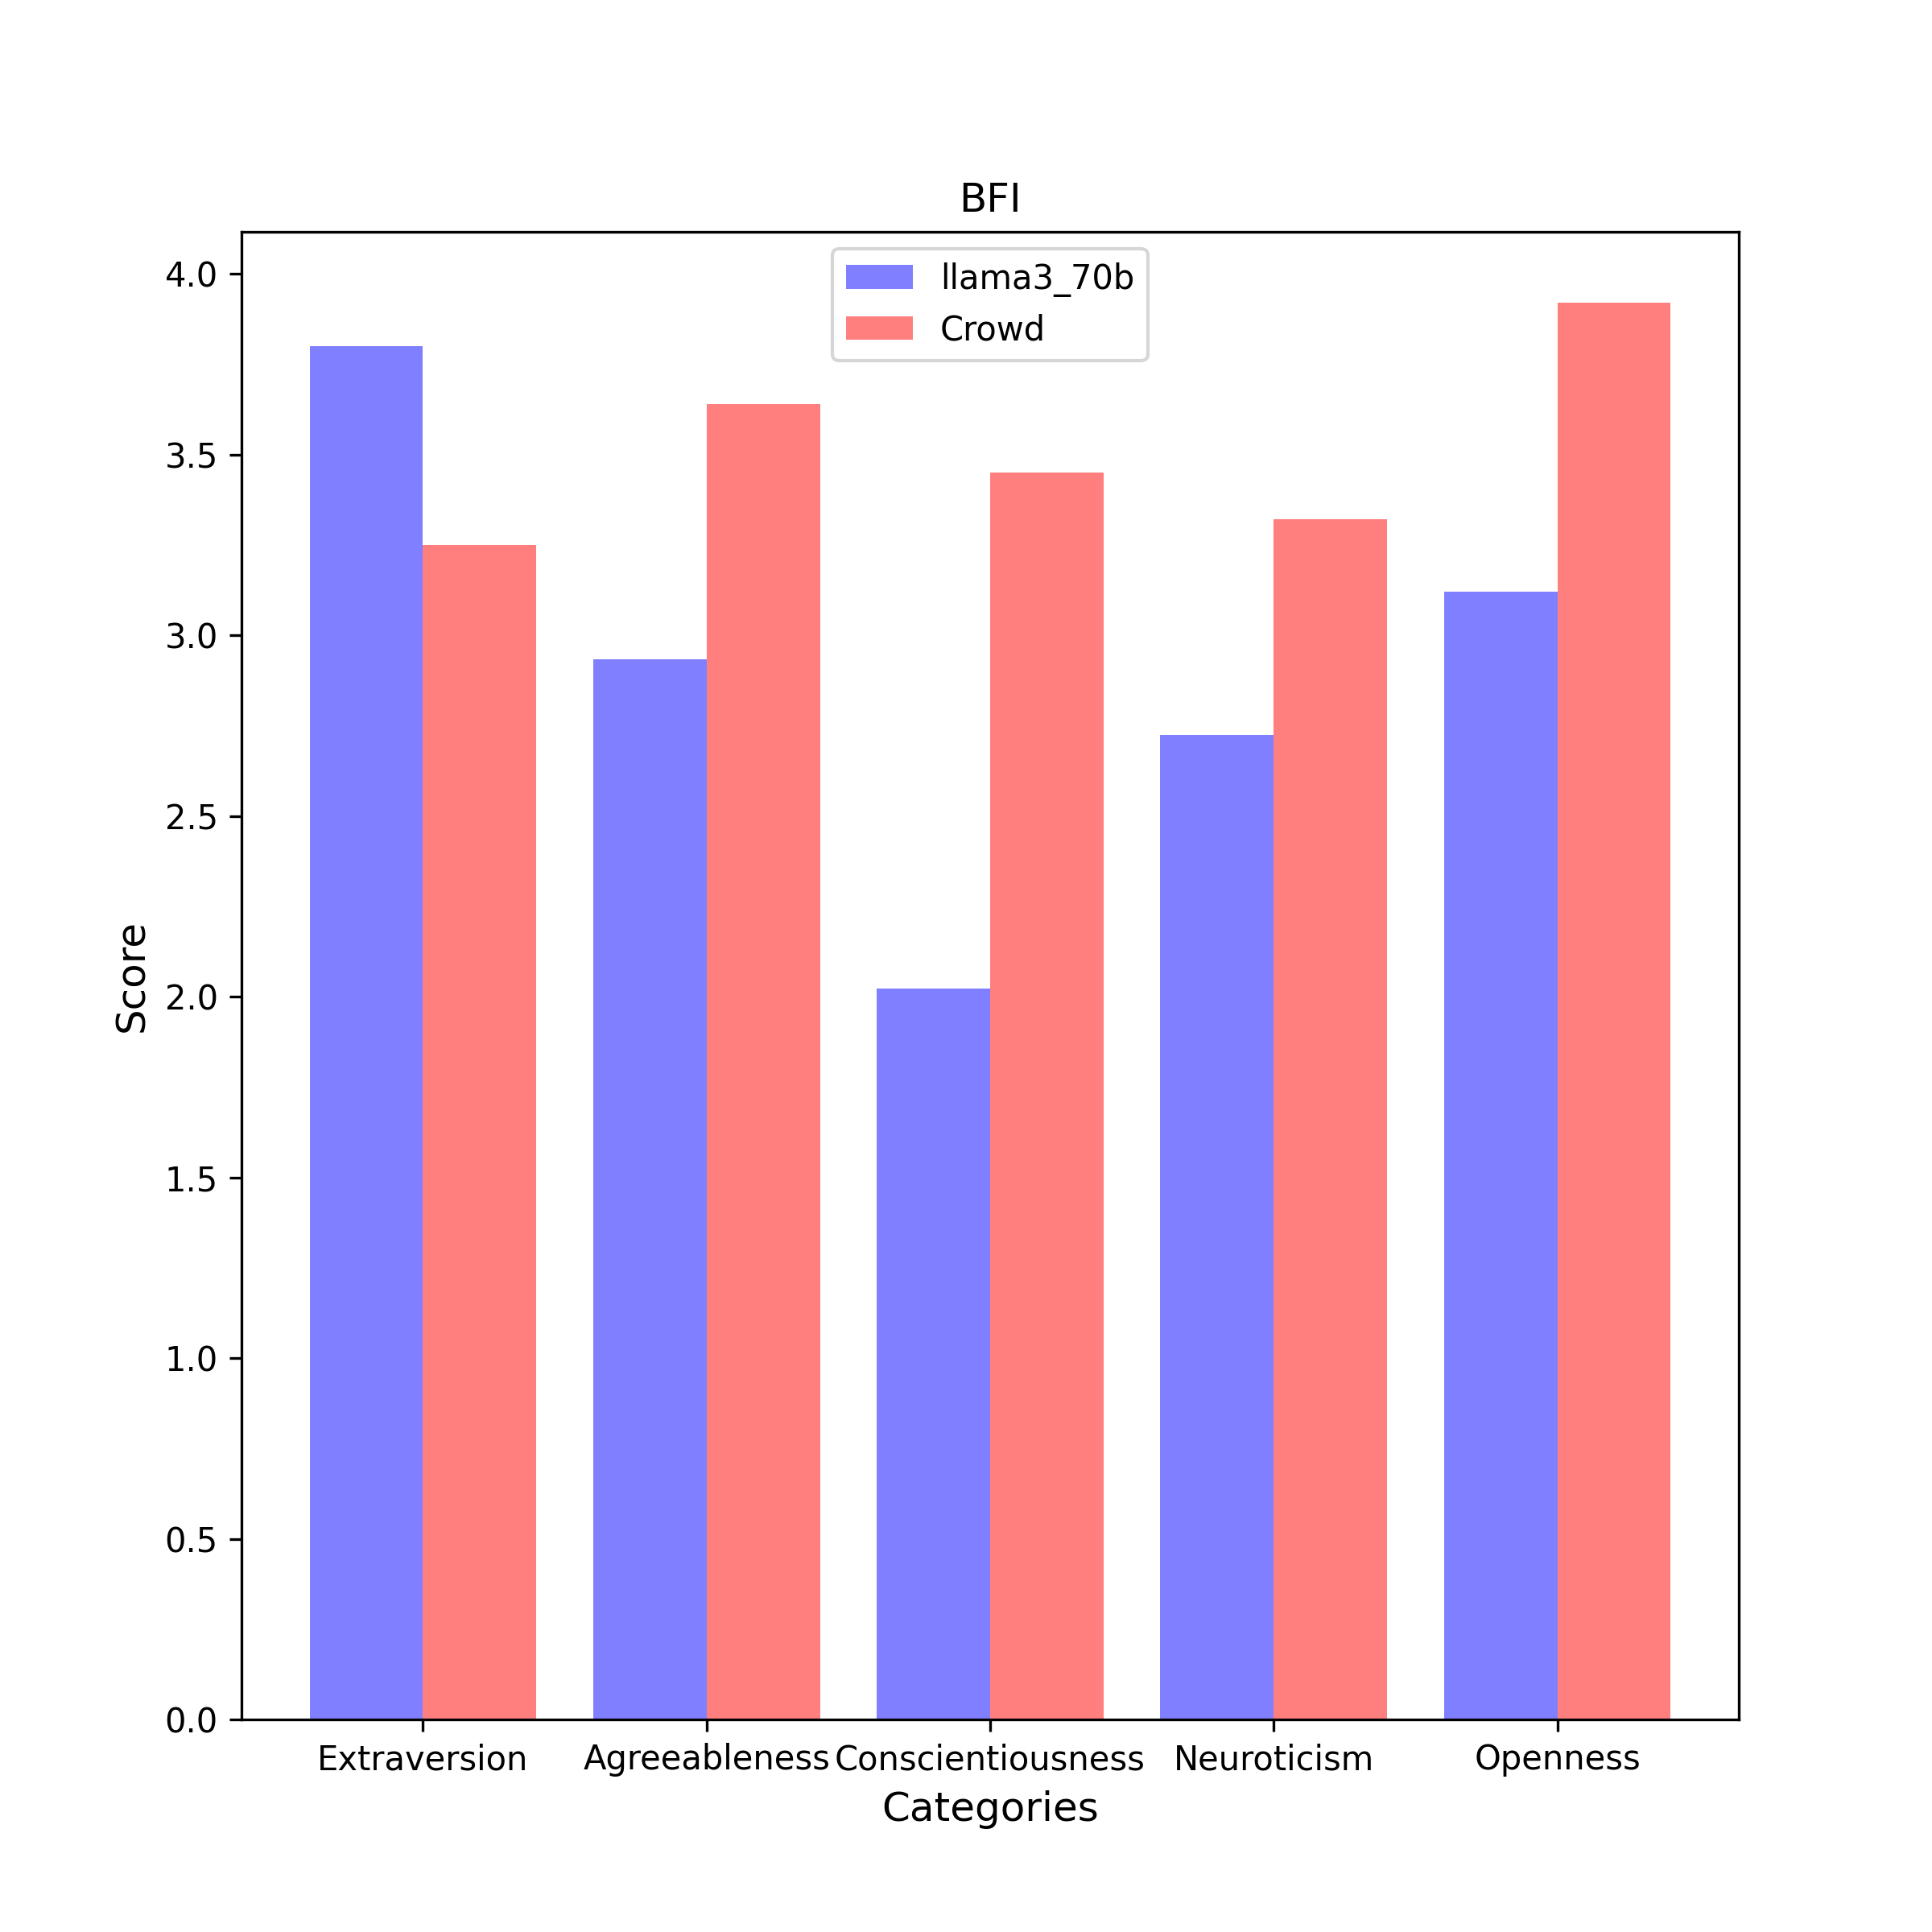 BFI
llama3_70b
Crowd
4.0
3.5
3.0
2.5
2.0
1.5
1.0
0.5
0.0
Score
Extraversion Agreeableness Conscientiousness Neuroticism Openness
Categories